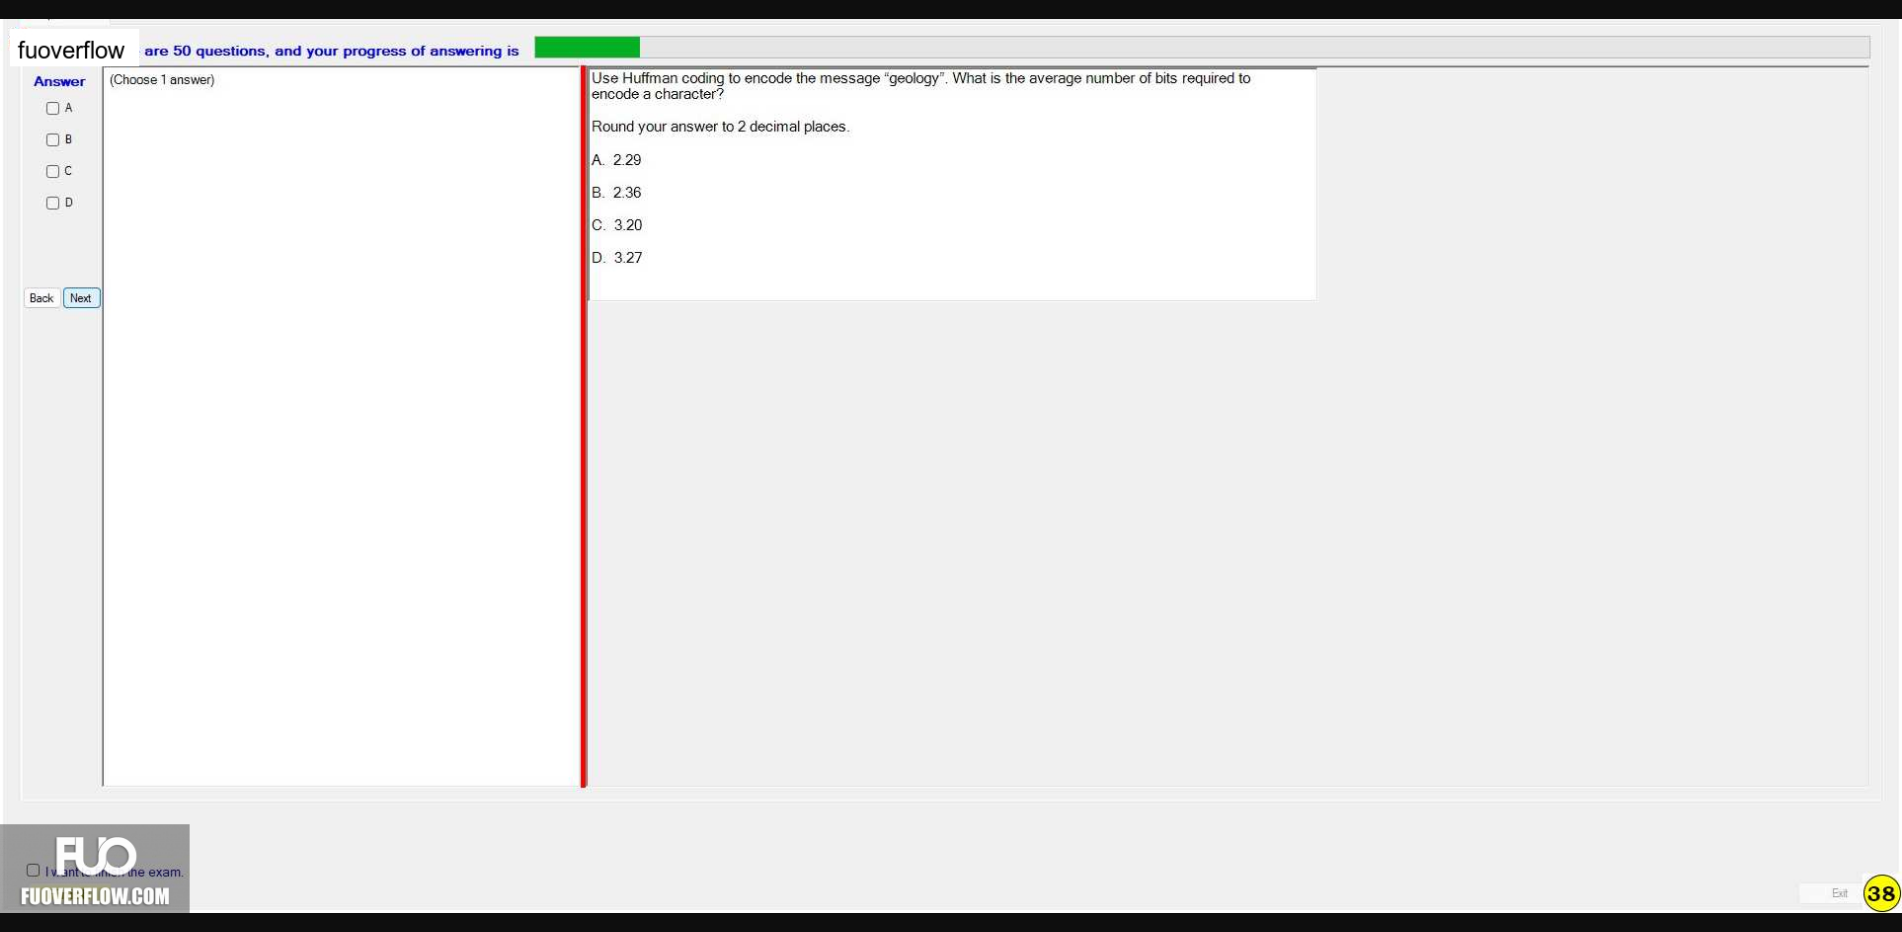 fuoverflow are 50 questions, and your progress of answering is
Answer
(Choose 1 answer)
A
B
C
D
Back Next
Use Huffman coding to encode the message “geology”. What is the average number of bits required to
encode a character?
Round your answer to 2 decimal places.
A. 2.29
B. 2.36
C. 3.20
D. 3.27
FUO
the exam.
FUOVERFLOW.COM
Exit
38